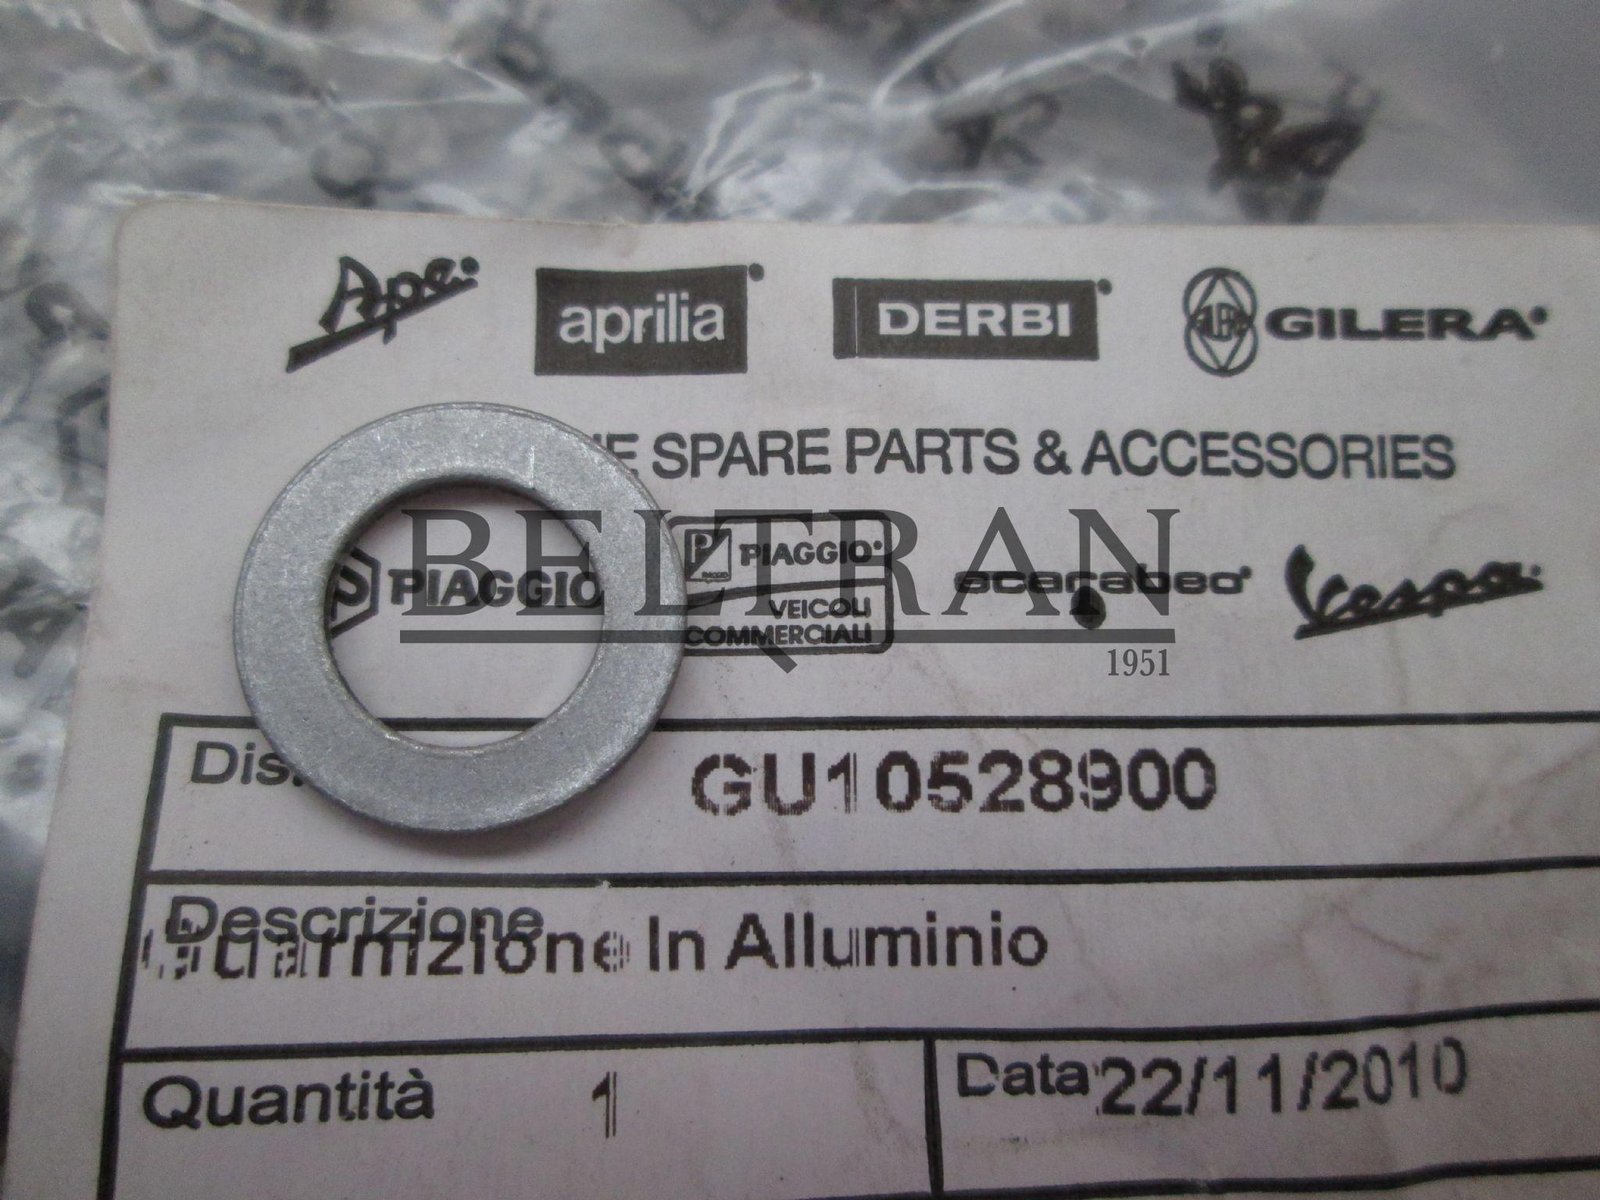 Ape
aprilia
DERBI
GILERA
SPARE PARTS & ACCESSORIES
PIAGGIO
PIAGGIO
VEICOLI
COMMERCIALI
scarabeo
Vespa
BELTRAN
1951
GU10528900
Descrizione
Guarnizione In Alluminio
Quantità 1
Data 22/11/2010